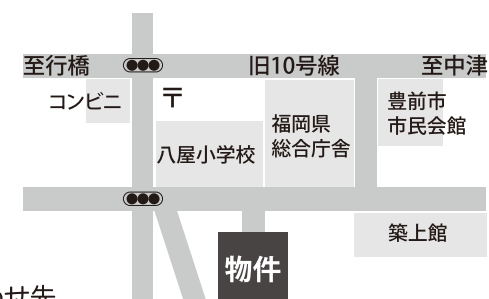 至行橋
旧10号線
至中津
コンビニ
〒
福岡県
総合庁舎
豊前市
市民会館
八屋小学校
築上館
物件
せ先